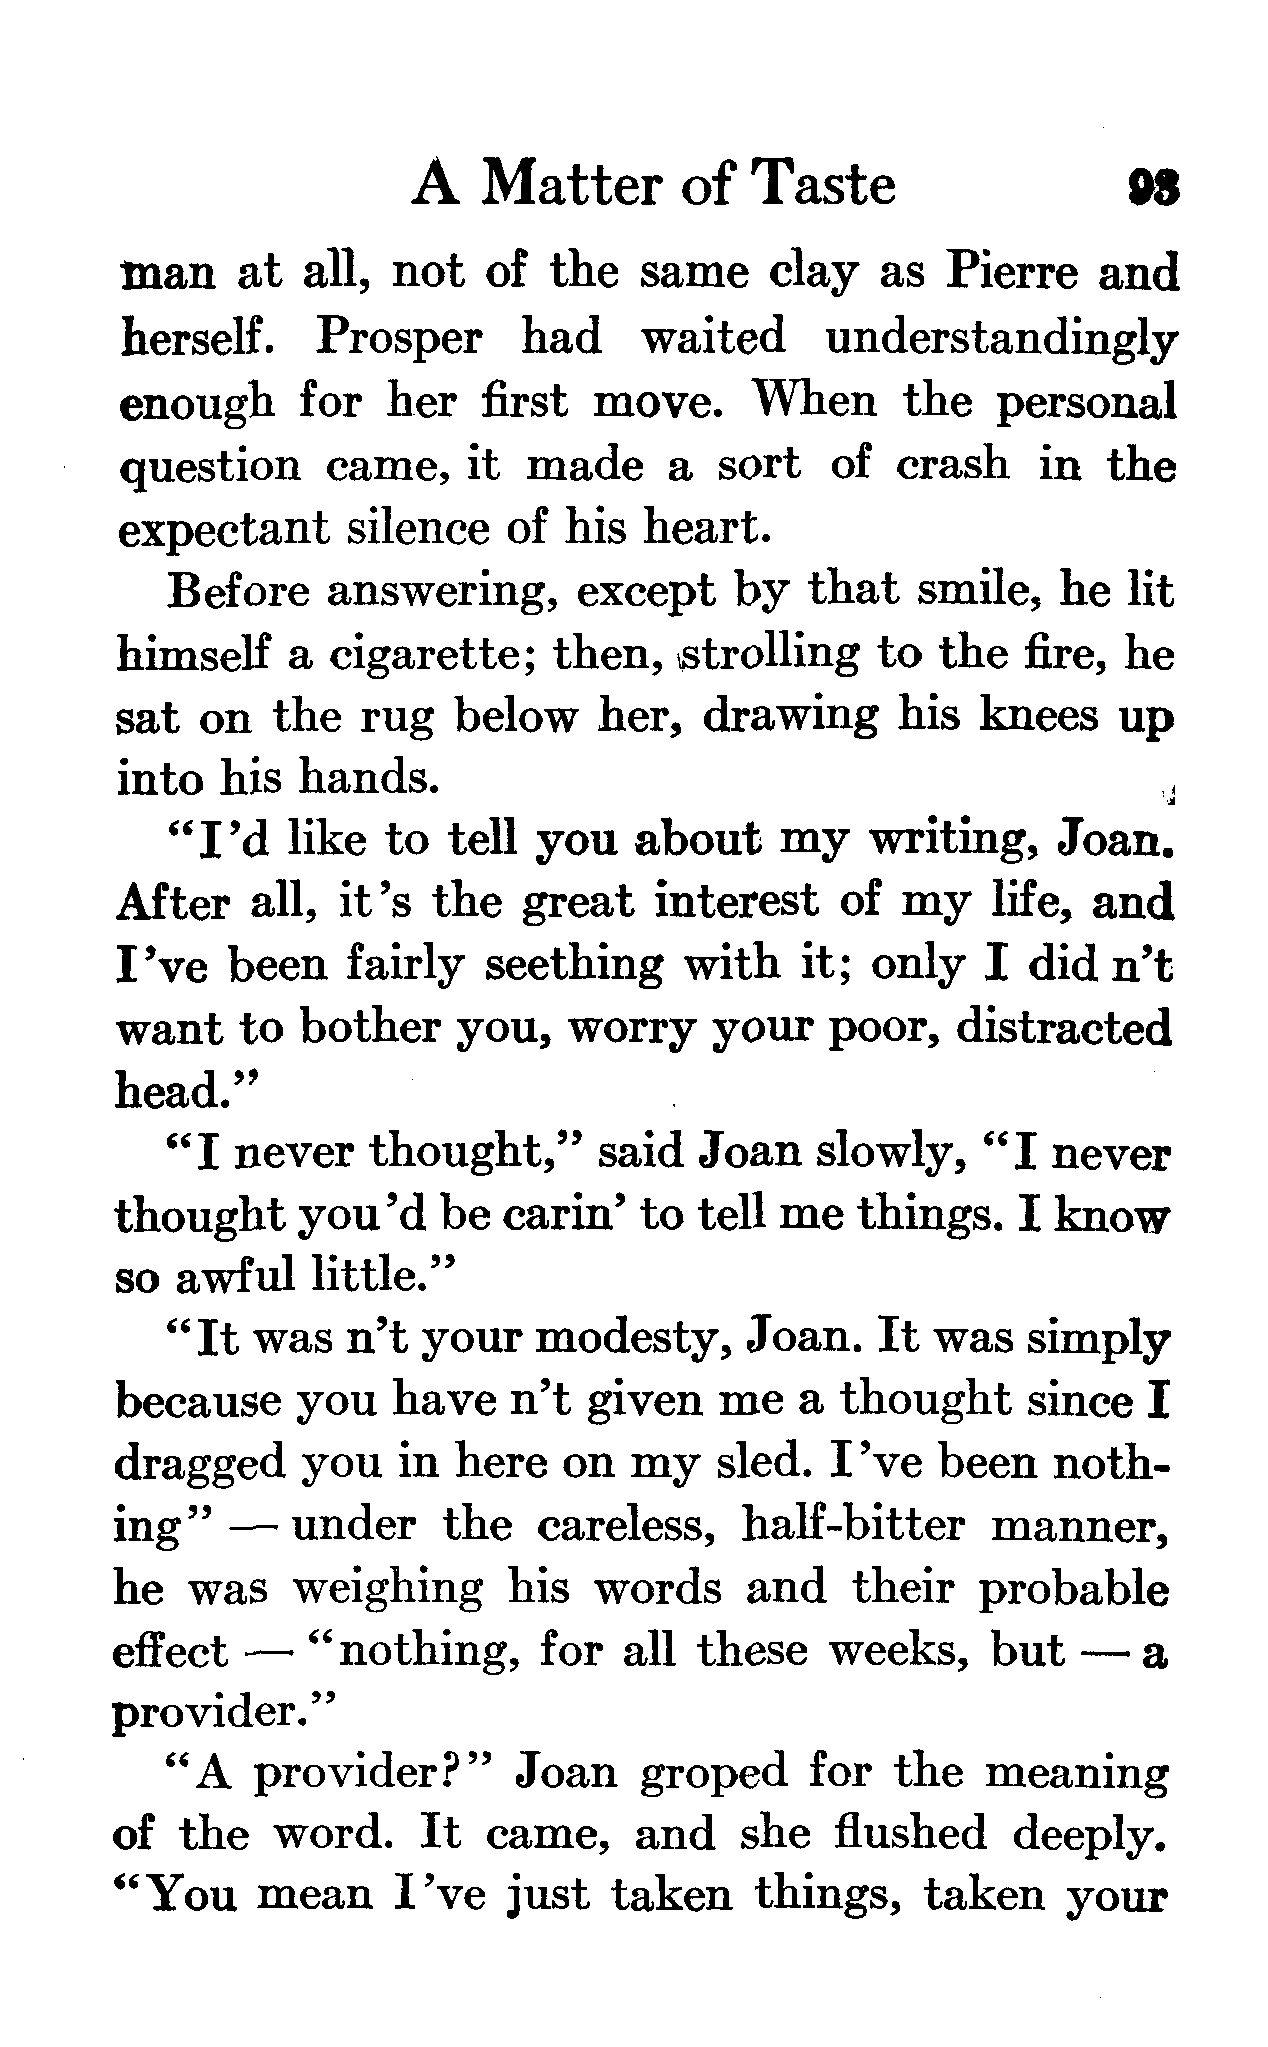 A Matter of Taste 93
man at all, not of the same clay as Pierre and
herself. Prosper had waited understandingly
enough for her first move. When the personal
question came, it made a sort of crash in the
expectant silence of his heart.
Before answering, except by that smile, he lit
himself a cigarette; then, strolling to the fire, he
sat on the rug below her, drawing his knees up
into his hands.
“I’d like to tell you about my writing, Joan.
After all, it’s the great interest of my life, and
I’ve been fairly seething with it; only I did n’t
want to bother you, worry your poor, distracted
head.”
“I never thought,” said Joan slowly, “I never
thought you’d be carin’ to tell me things. I know
so awful little.”
“It was n’t your modesty, Joan. It was simply
because you have n’t given me a thought since I
dragged you in here on my sled. I’ve been noth-
ing” — under the careless, half-bitter manner,
he was weighing his words and their probable
effect — “nothing, for all these weeks, but — a
provider.”
“A provider?” Joan groped for the meaning
of the word. It came, and she flushed deeply.
“You mean I’ve just taken things, taken your